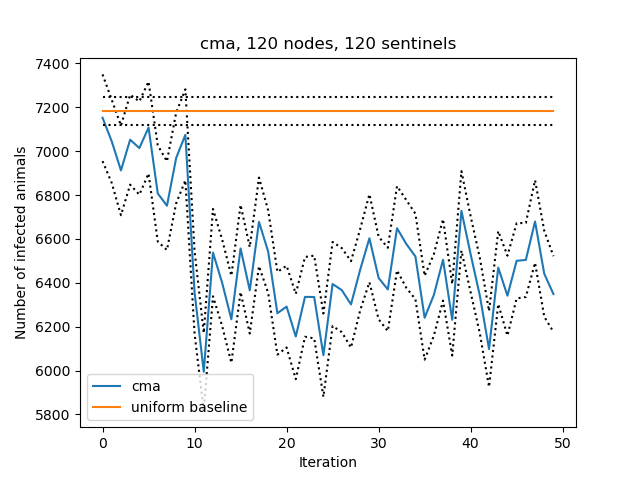 cma, 120 nodes, 120 sentinels
7400
7200
7000
6800
6600
6400
6200
6000
5800
Number of infected animals
cma
uniform baseline
0 10 20 30 40 50
Iteration